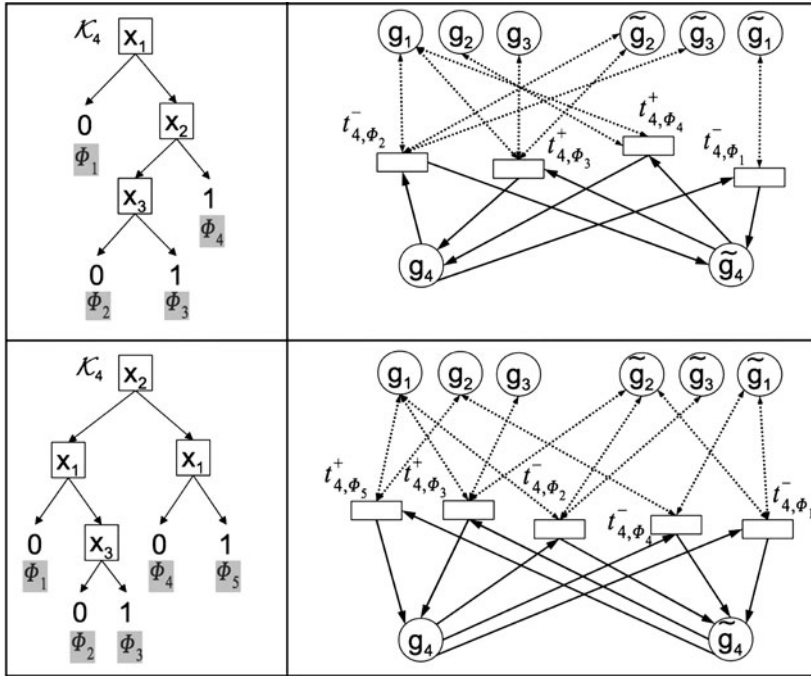 𝒦₄ x₁
0 x₂
Φ₁
x₃ 1
Φ₄
0 1
Φ₂ Φ₃
g₁ g₂ g₃ g̃₂ g̃₃ g̃₁
t⁻₄,Φ₂ t⁺₄,Φ₃ t⁺₄,Φ₄ t⁻₄,Φ₁
g₄ g̃₄
𝒦₄ x₂
x₁ x₁
0 x₃ 0 1
Φ₁ Φ₄ Φ₅
0 1
Φ₂ Φ₃
g₁ g₂ g₃ g̃₂ g̃₃ g̃₁
t⁺₄,Φ₅ t⁺₄,Φ₃ t⁻₄,Φ₂ t⁻₄,Φ₄ t⁻₄,Φ₁
g₄ g̃₄